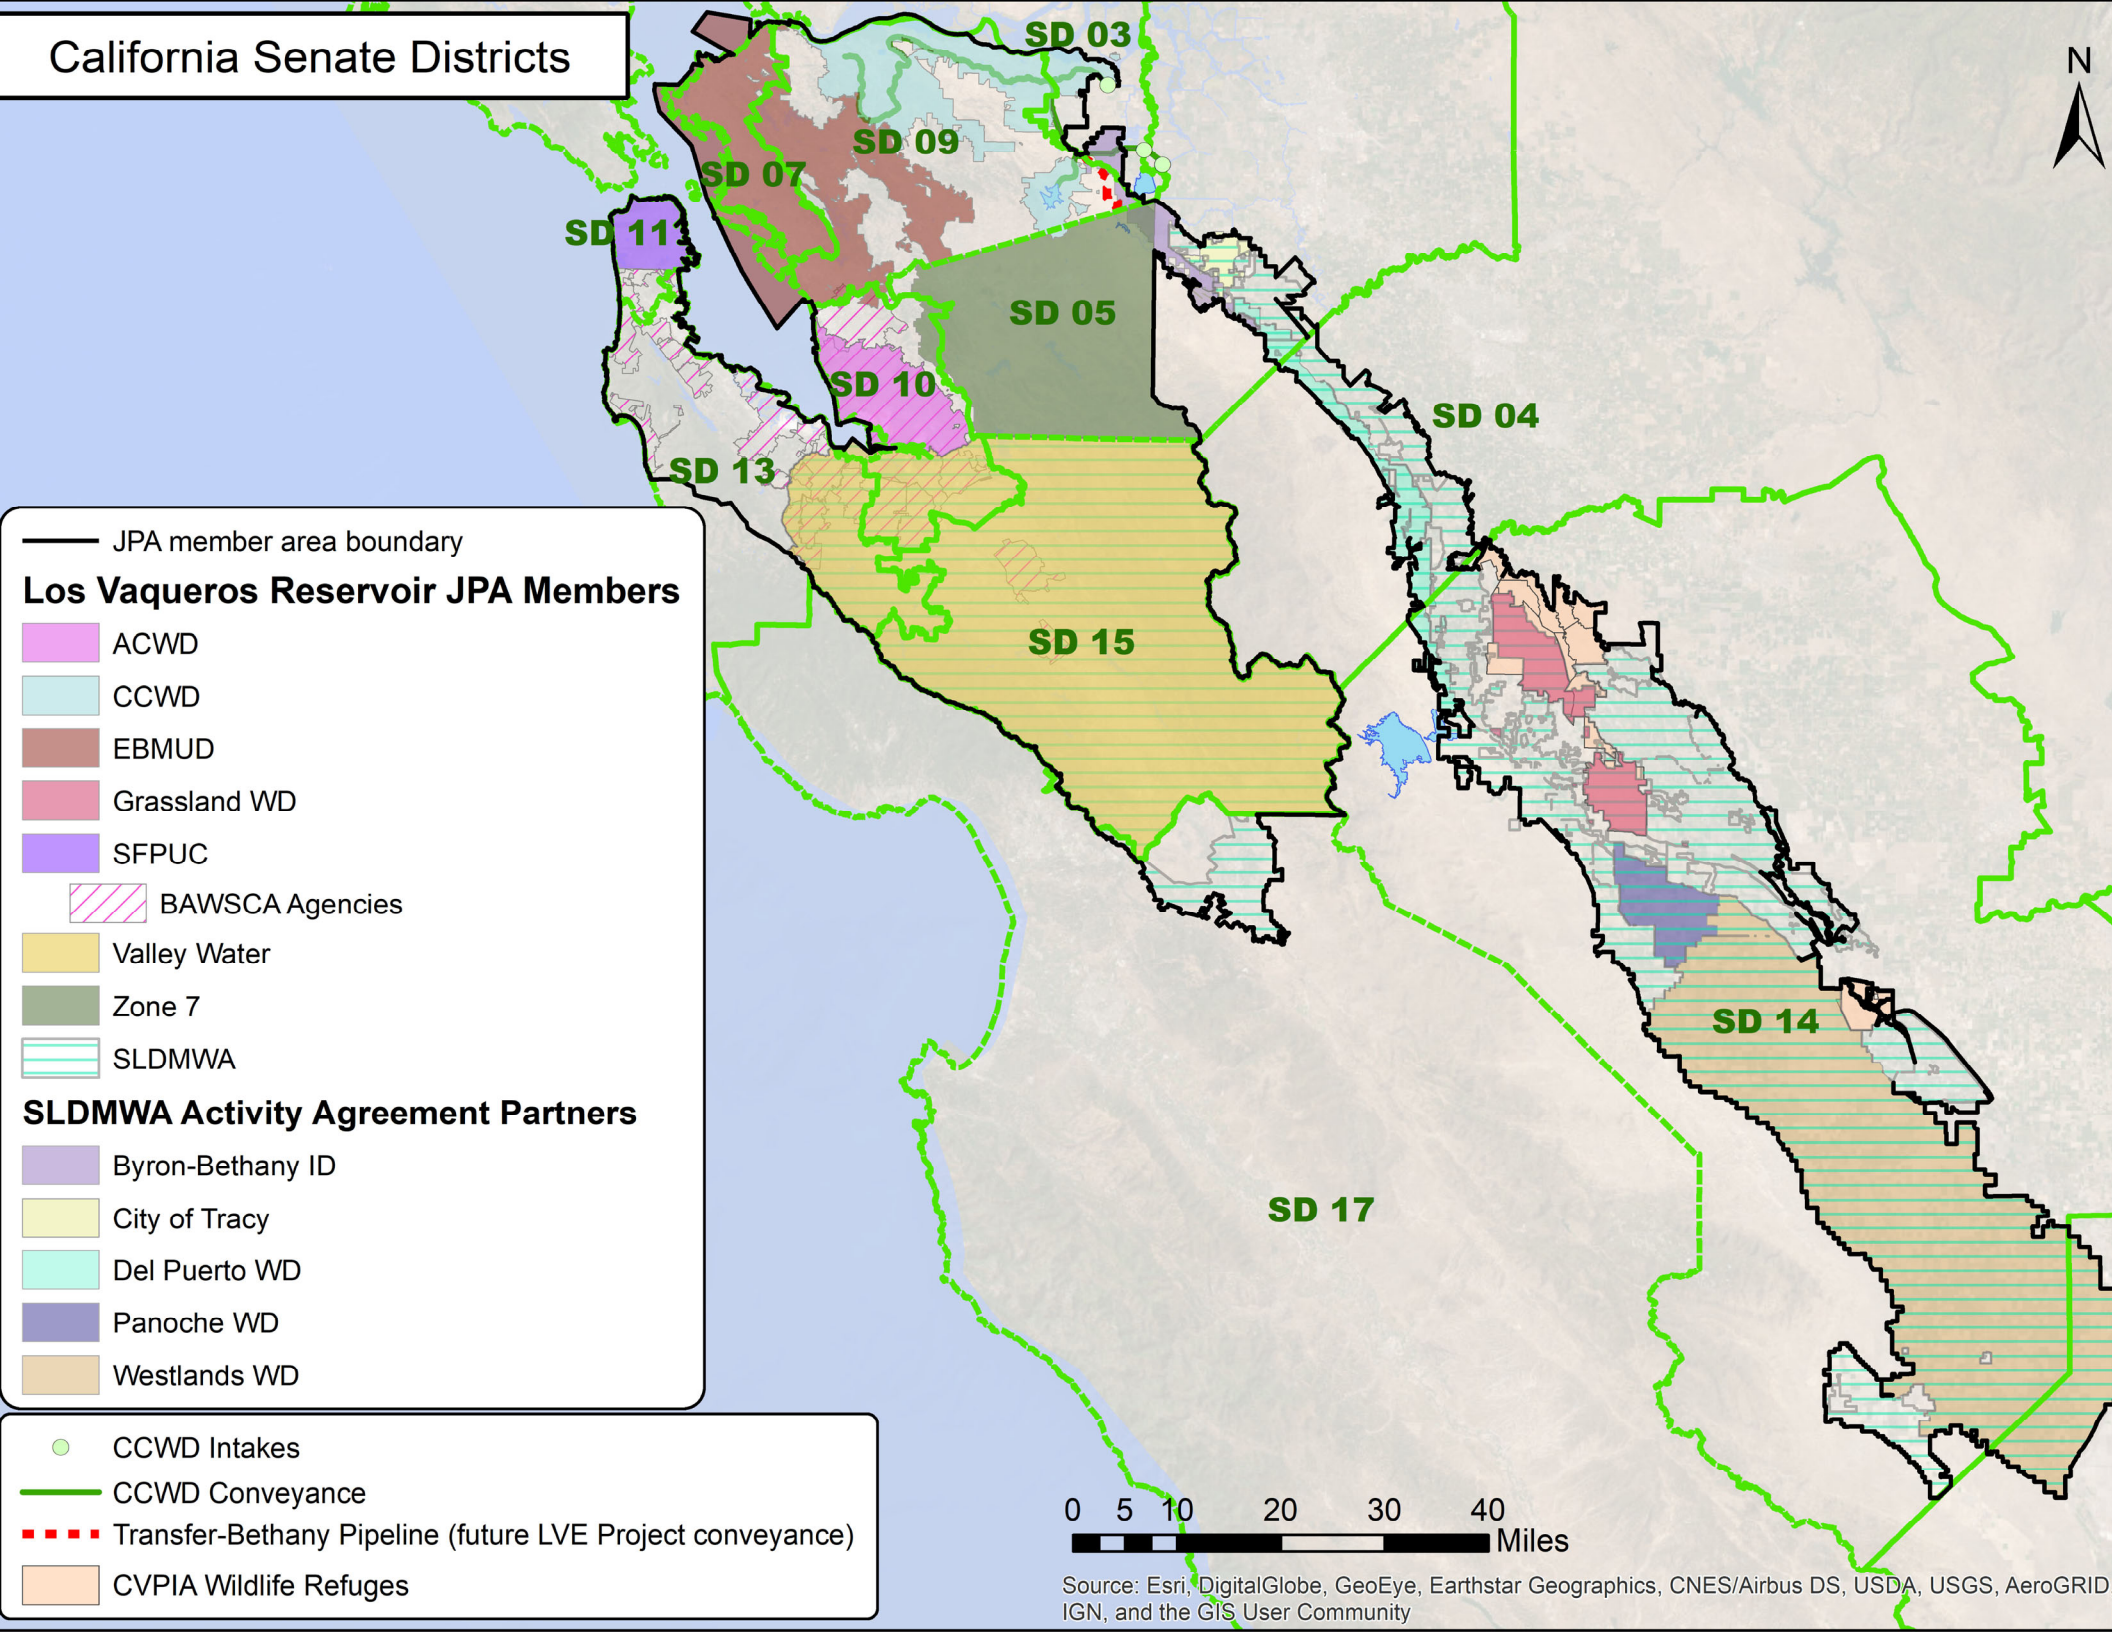 California Senate Districts
N
SD 03
SD 09
SD 07
SD 11
SD 05
SD 10
SD 04
SD 13
SD 15
SD 14
SD 17
JPA member area boundary
Los Vaqueros Reservoir JPA Members
ACWD
CCWD
EBMUD
Grassland WD
SFPUC
BAWSCA Agencies
Valley Water
Zone 7
SLDMWA
SLDMWA Activity Agreement Partners
Byron-Bethany ID
City of Tracy
Del Puerto WD
Panoche WD
Westlands WD
CCWD Intakes
CCWD Conveyance
Transfer-Bethany Pipeline (future LVE Project conveyance)
CVPIA Wildlife Refuges
0 5 10 20 30 40
Miles
Source: Esri, DigitalGlobe, GeoEye, Earthstar Geographics, CNES/Airbus DS, USDA, USGS, AeroGRID
IGN, and the GIS User Community